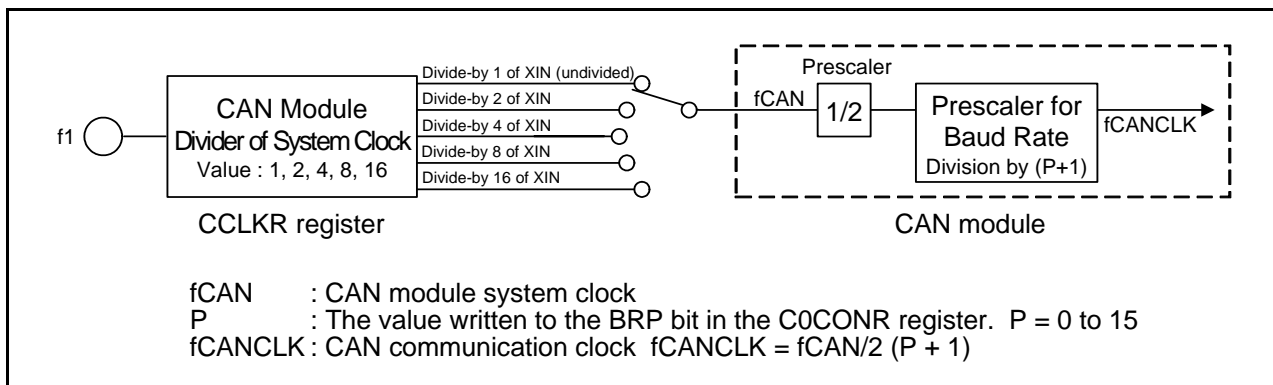 f1
CAN Module
Divider of System Clock
Value : 1, 2, 4, 8, 16
CCLKR register
Divide-by 1 of XIN (undivided)
Divide-by 2 of XIN
Divide-by 4 of XIN
Divide-by 8 of XIN
Divide-by 16 of XIN
fCAN
Prescaler
1/2
Prescaler for
Baud Rate
Division by (P+1)
fCANCLK
CAN module
fCAN : CAN module system clock
P : The value written to the BRP bit in the C0CONR register. P = 0 to 15
fCANCLK : CAN communication clock fCANCLK = fCAN/2 (P + 1)